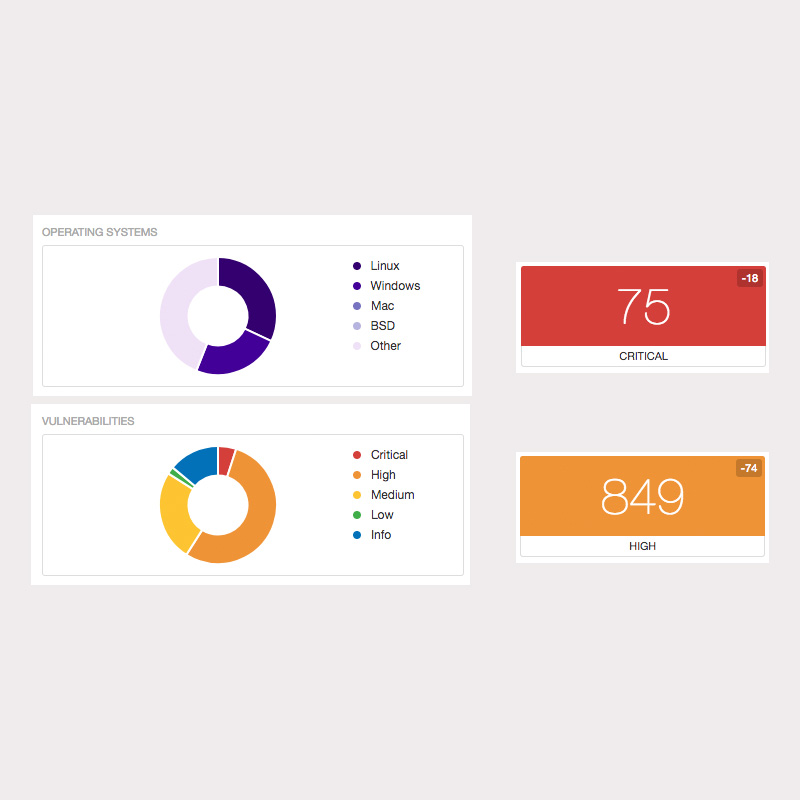 OPERATING SYSTEMS
Linux
Windows
Mac
BSD
Other
-18
75
CRITICAL
VULNERABILITIES
Critical
High
Medium
Low
Info
-74
849
HIGH